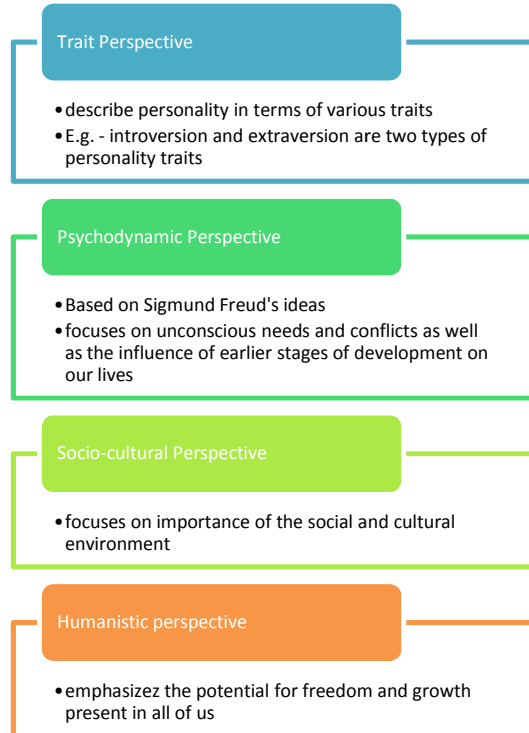 Trait Perspective
•describe personality in terms of various traits
•E.g. - introversion and extraversion are two types of
personality traits
Psychodynamic Perspective
•Based on Sigmund Freud's ideas
•focuses on unconscious needs and conflicts as well
as the influence of earlier stages of development on
our lives
Socio-cultural Perspective
•focuses on importance of the social and cultural
environment
Humanistic perspective
•emphasizez the potential for freedom and growth
present in all of us